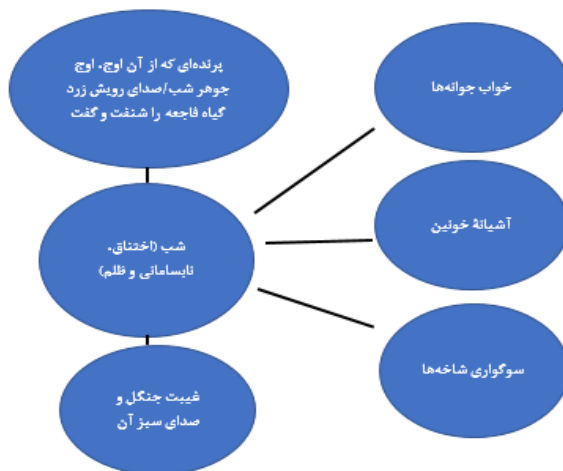 پرنده‌ای که از آن اوج، اوج
جوهر شب/صدای رویش زرد
گیاه فاجعه را شنفت و گفت
خواب جوانه‌ها
آشیانهٔ خونین
شب (اختناق،
نابسامانی و ظلم)
سوگواری شاخه‌ها
غیبت جنگل و
صدای سبز آن